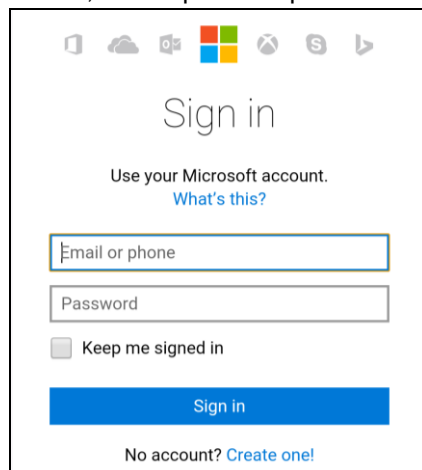 Sign in
Use your Microsoft account.
What's this?
Email or phone
Password
Keep me signed in
Sign in
No account? Create one!